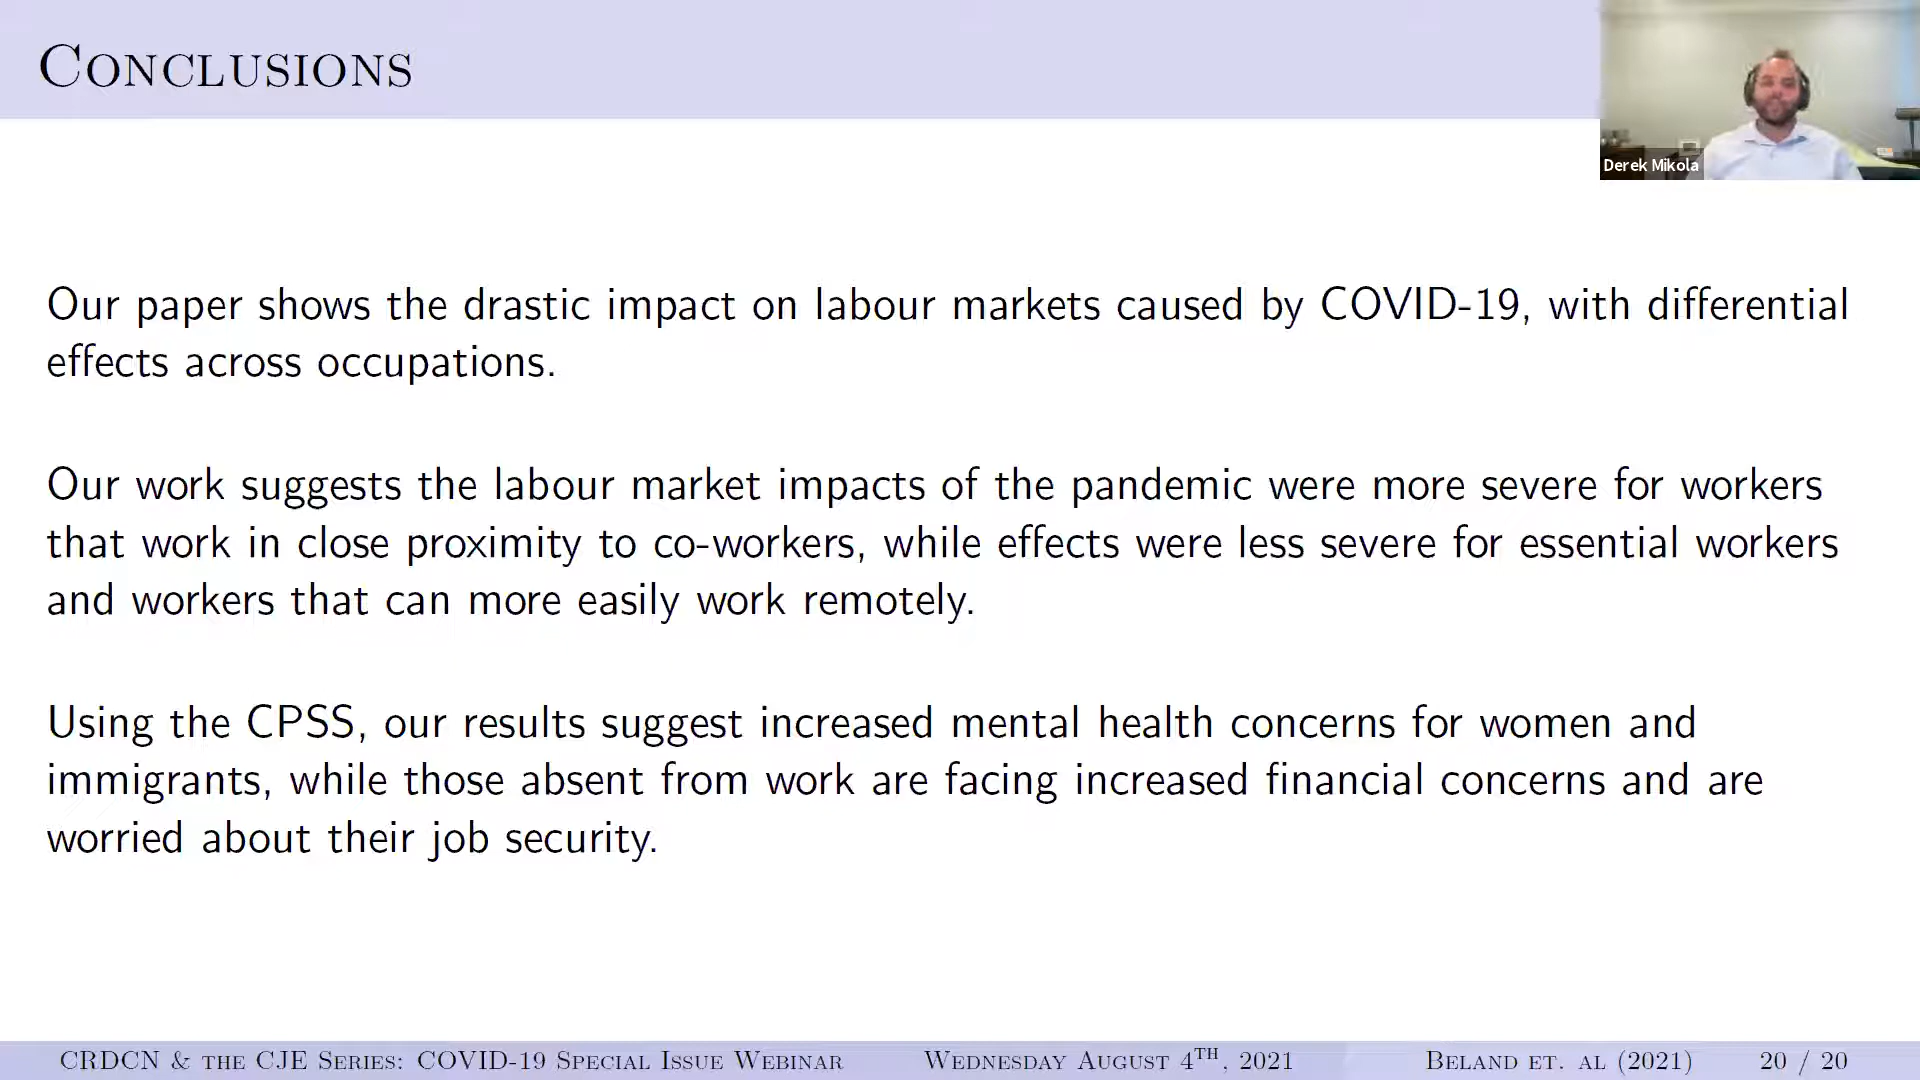 Conclusions
Derek Mikola
Our paper shows the drastic impact on labour markets caused by COVID-19, with differential
effects across occupations.
Our work suggests the labour market impacts of the pandemic were more severe for workers
that work in close proximity to co-workers, while effects were less severe for essential workers
and workers that can more easily work remotely.
Using the CPSS, our results suggest increased mental health concerns for women and
immigrants, while those absent from work are facing increased financial concerns and are
worried about their job security.
CRDCN & the CJE Series: COVID-19 Special Issue Webinar Wednesday August 4th, 2021 Beland et. al (2021) 20 / 20